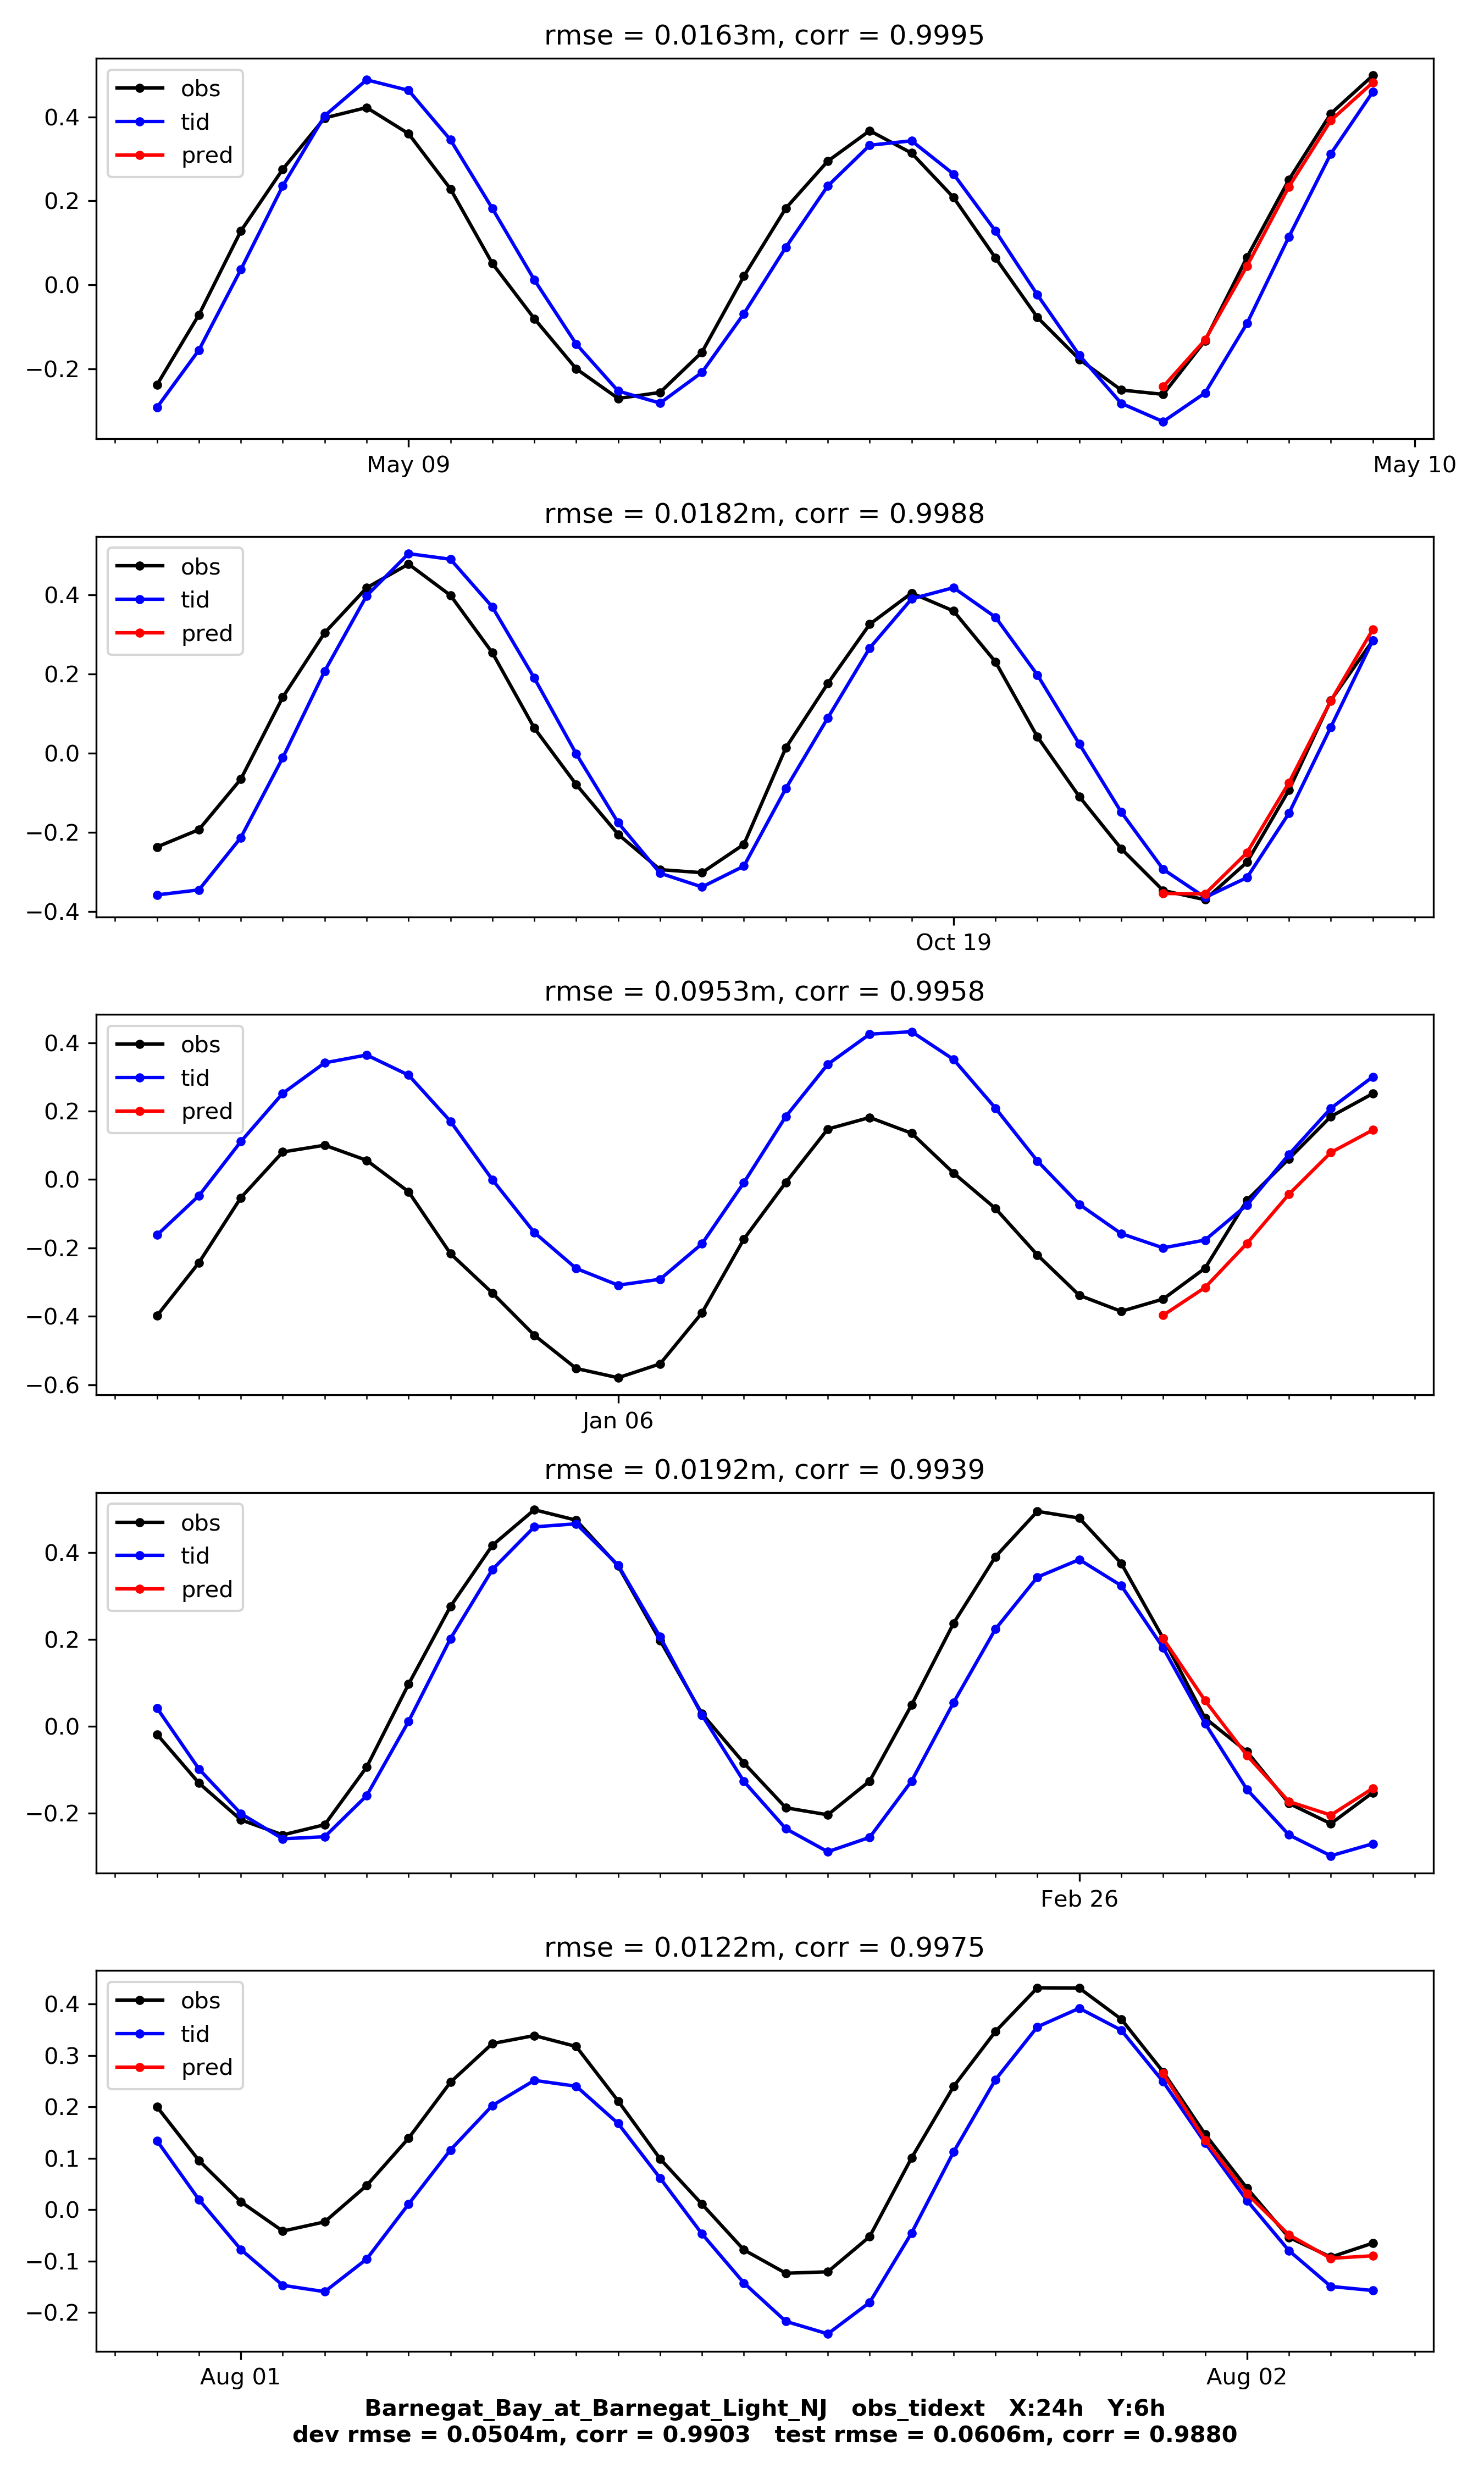 rmse = 0.0163m, corr = 0.9995
obs
tid
pred
0.4
0.2
0.0
−0.2
May 09
May 10
rmse = 0.0182m, corr = 0.9988
obs
tid
pred
0.4
0.2
0.0
−0.2
−0.4
Oct 19
rmse = 0.0953m, corr = 0.9958
obs
tid
pred
0.4
0.2
0.0
−0.2
−0.4
−0.6
Jan 06
rmse = 0.0192m, corr = 0.9939
obs
tid
pred
0.4
0.2
0.0
−0.2
Feb 26
rmse = 0.0122m, corr = 0.9975
obs
tid
pred
0.4
0.3
0.2
0.1
0.0
−0.1
−0.2
Aug 01
Aug 02
Barnegat_Bay_at_Barnegat_Light_NJ obs_tidext X:24h Y:6h
dev rmse = 0.0504m, corr = 0.9903 test rmse = 0.0606m, corr = 0.9880